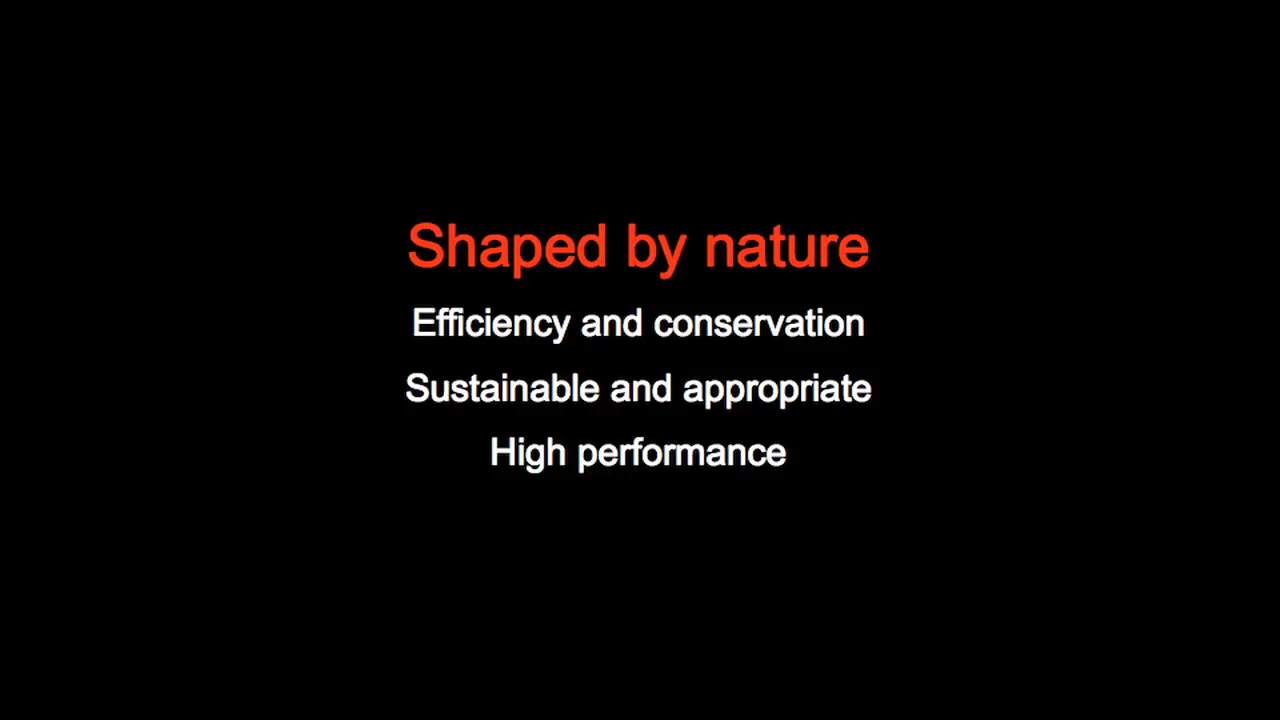 Shaped by nature
Efficiency and conservation
Sustainable and appropriate
High performance